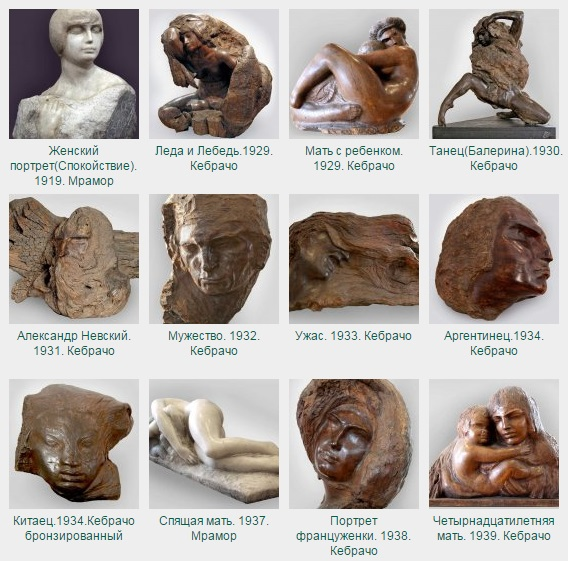 Женский
портрет(Спокойствие).
1919. Мрамор
Леда и Лебедь.1929.
Кебрачо
Мать с ребенком.
1929. Кебрачо
Танец(Балерина).1930.
Кебрачо
Александр Невский.
1931. Кебрачо
Мужество. 1932.
Кебрачо
Ужас. 1933. Кебрачо
Аргентинец.1934.
Кебрачо
Китаец.1934.Кебрачо
бронзированный
Спящая мать. 1937.
Мрамор
Портрет
француженки. 1938.
Кебрачо
Четырнадцатилетняя
мать. 1939. Кебрачо